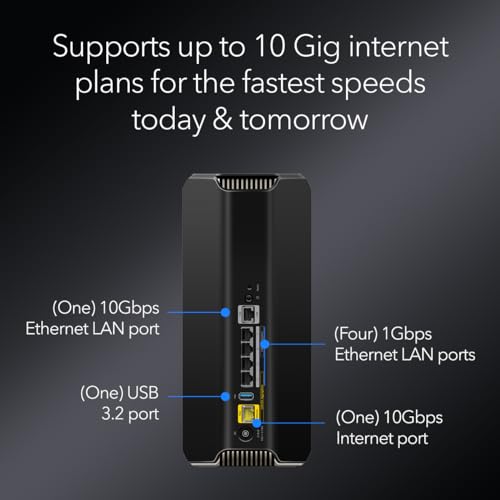 Supports up to 10 Gig internet
plans for the fastest speeds
today & tomorrow
(One) 10Gbps
Ethernet LAN port
(Four) 1Gbps
Ethernet LAN ports
(One) USB
3.2 port
(One) 10Gbps
Internet port